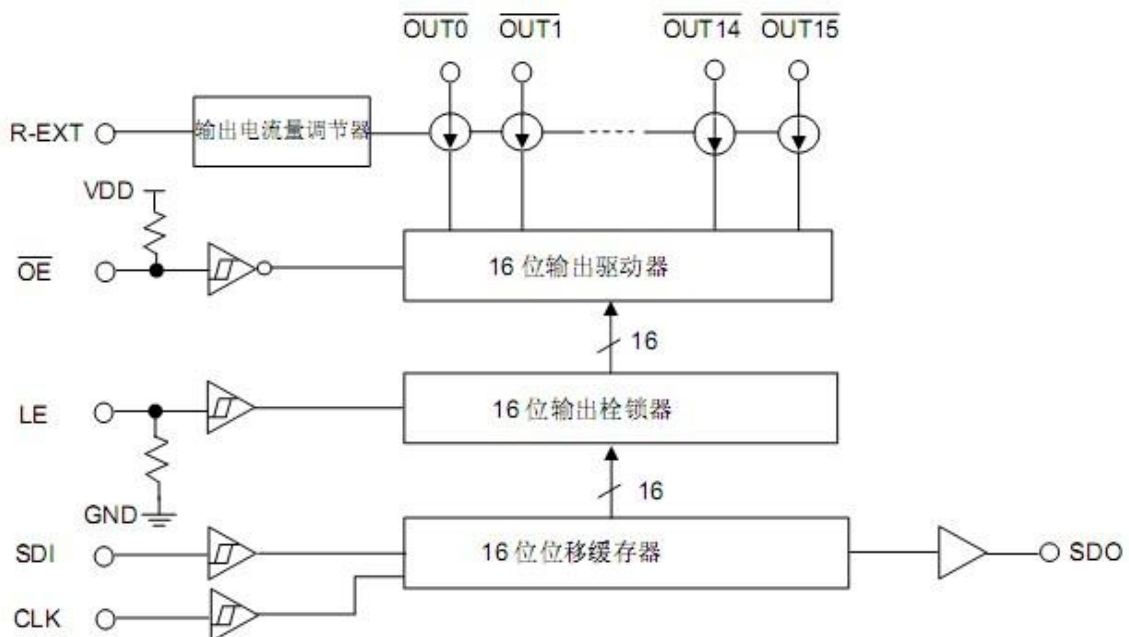 OUT0 OUT1 OUT14 OUT15
R-EXT 输出电流量调节器
VDD
OE 16 位输出驱动器
16
LE 16 位输出栓锁器
16
GND
SDI 16 位位移缓存器 SDO
CLK